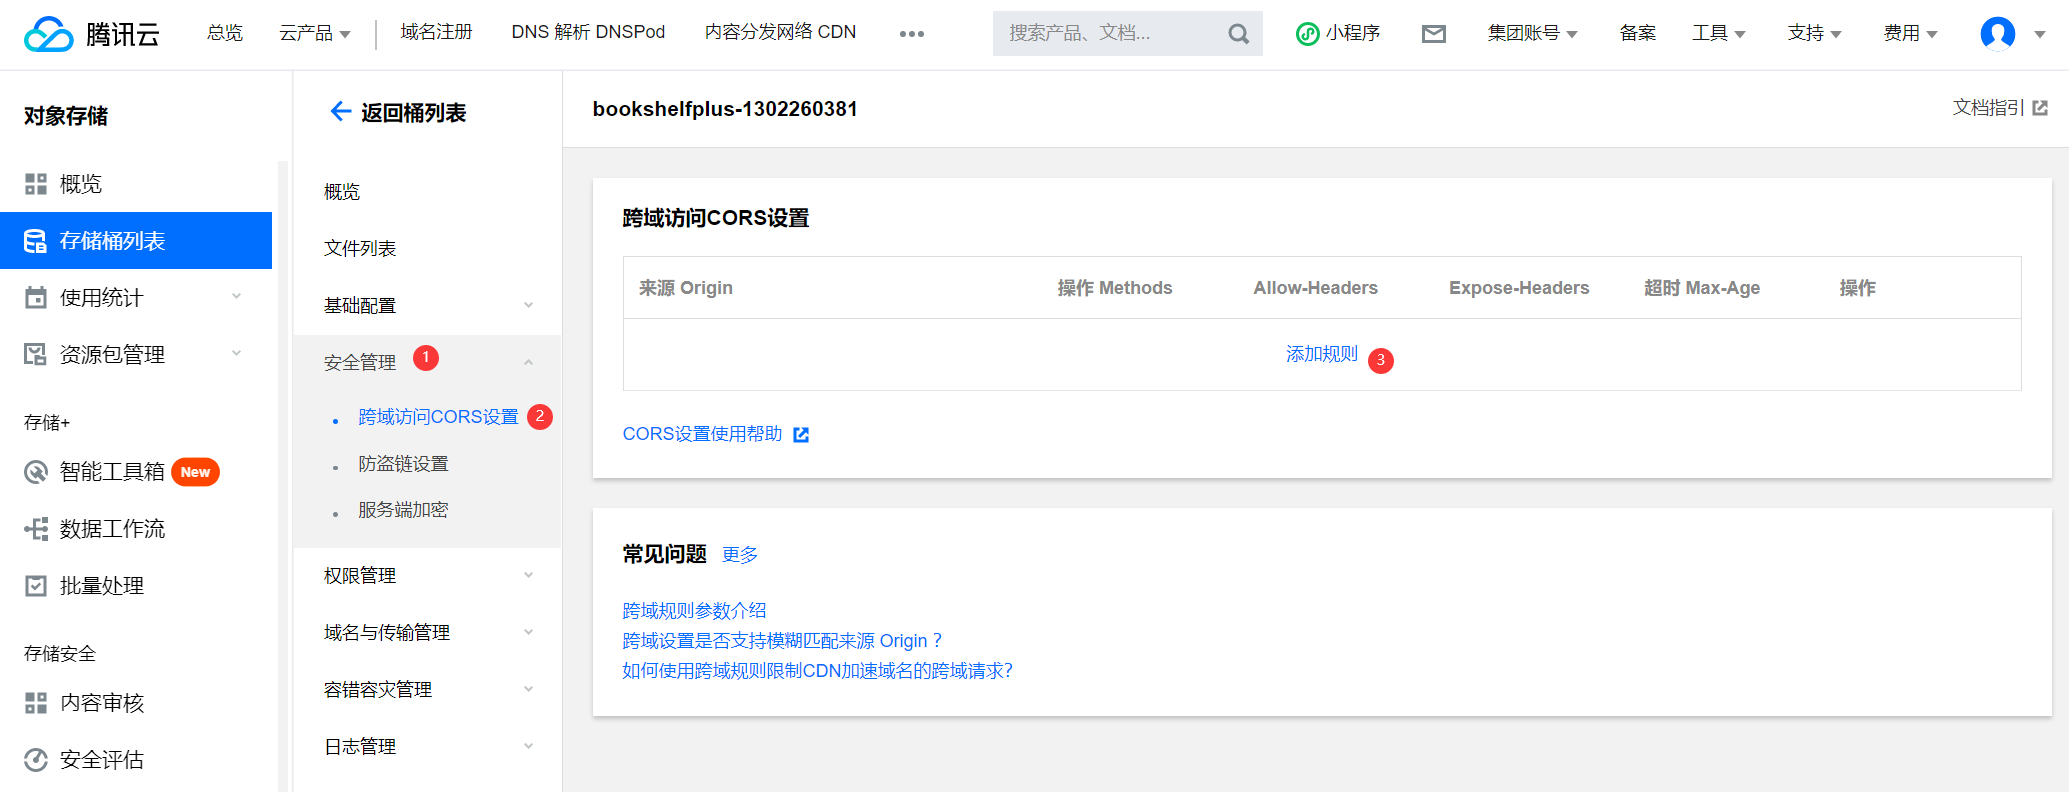 腾讯云 总览 云产品 域名注册 DNS 解析 DNSPod 内容分发网络 CDN ••• 搜索产品、文档... 小程序 集团账号 备案 工具 支持 费用
对象存储
概览
存储桶列表
使用统计
资源包管理
存储+
智能工具箱 New
数据工作流
批量处理
存储安全
内容审核
安全评估
返回桶列表
概览
文件列表
基础配置
安全管理 1
跨域访问CORS设置 2
防盗链设置
服务端加密
权限管理
域名与传输管理
容错容灾管理
日志管理
bookshelfplus-1302260381 文档指引
跨域访问CORS设置
来源 Origin 操作 Methods Allow-Headers Expose-Headers 超时 Max-Age 操作
添加规则 3
CORS设置使用帮助
常见问题 更多
跨域规则参数介绍
跨域设置是否支持模糊匹配来源 Origin ？
如何使用跨域规则限制CDN加速域名的跨域请求？